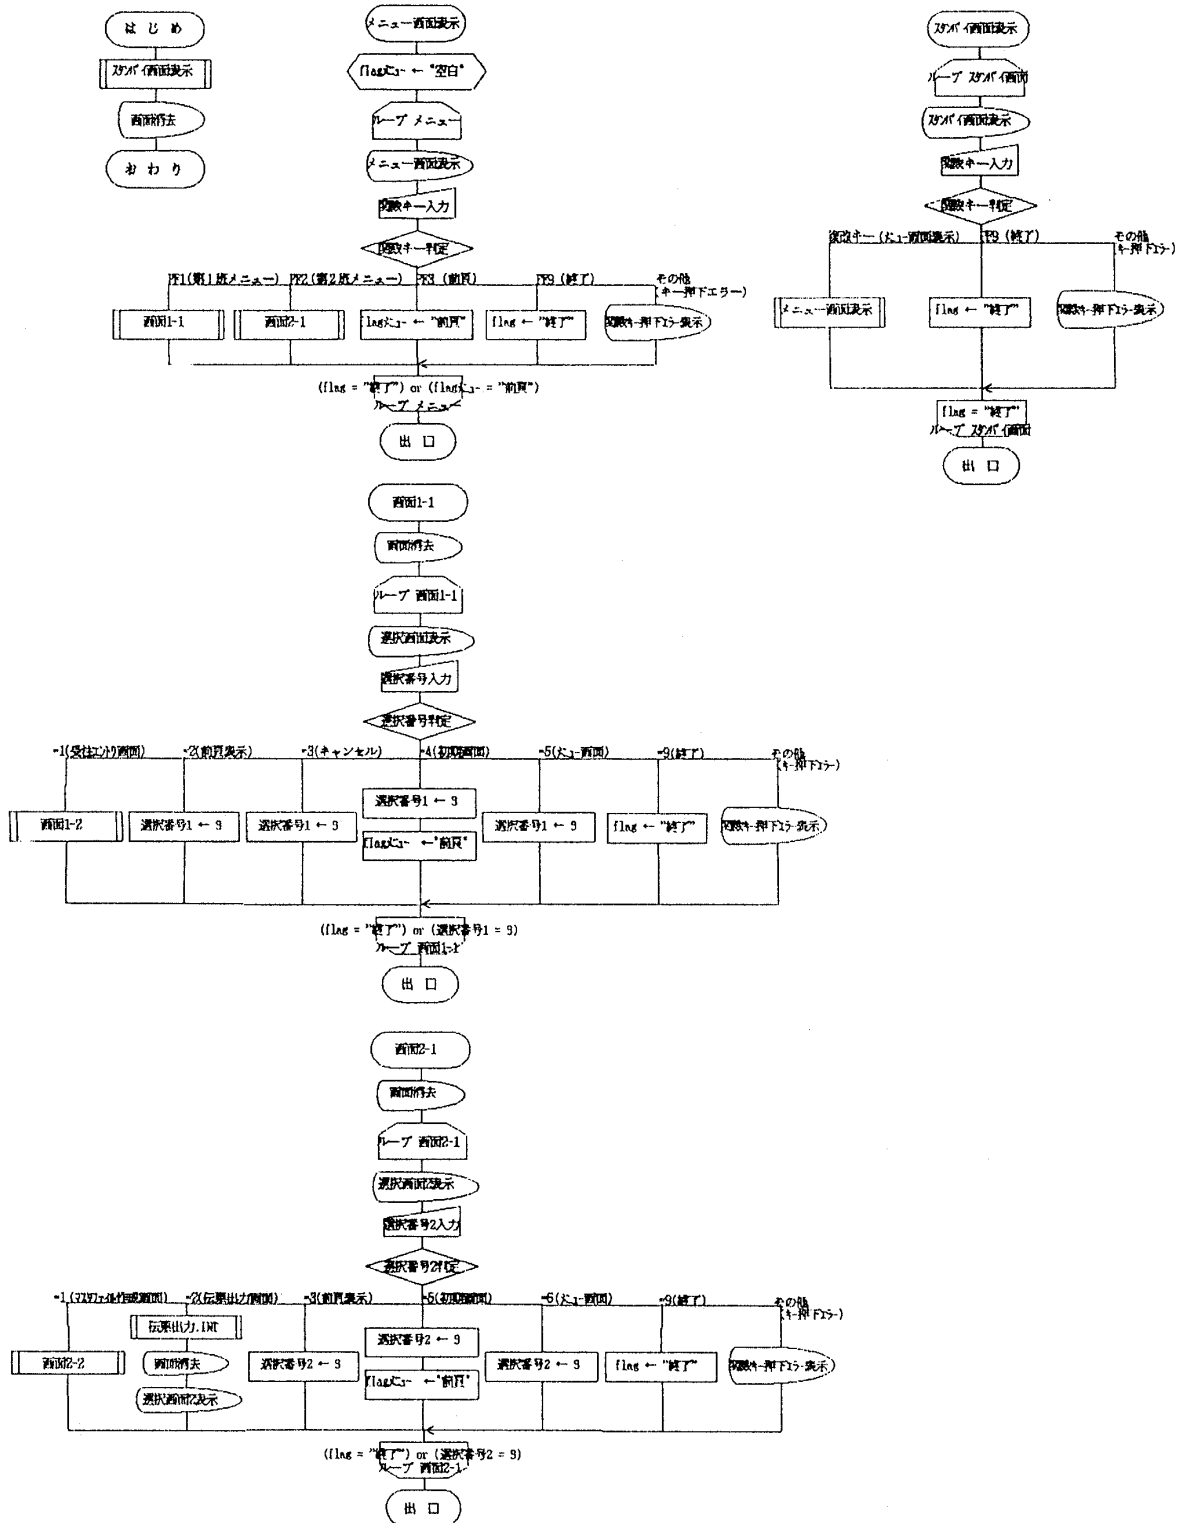 はじめ
スタンバイ画面表示
画面消去
おわり
メニュー画面表示
flagメニュー ← "空白"
ループ メニュー
メニュー画面表示
関数キー入力
関数キー判定
PF1(第1班メニュー)
PF2(第2班メニュー)
PF3 (前頁)
PF9 (終了)
その他
(キー押下エラー)
画面1-1
画面2-1
flagメニュー ← "前頁"
flag ← "終了"
関数キー押下エラー表示
(flag = "終了") or (flagメニュー = "前頁")
ループ メニュー
出 口
スタンバイ画面表示
ループ スタンバイ画面
スタンバイ画面表示
関数キー入力
関数キー判定
復改キー (メニュー画面表示)
PF9 (終了)
その他
(キー押下エラー)
メニュー画面表示
flag ← "終了"
関数キー押下エラー表示
flag = "終了"
ループ スタンバイ画面
出 口
画面1-1
画面消去
ループ 画面1-1
選択画面表示
選択番号入力
選択番号判定
-1(受注エントリ画面)
-2(前頁表示)
-3(キャンセル)
-4(初期画面)
-5(メニュー画面)
-9(終了)
その他
(キー押下エラー)
画面1-2
選択番号1 ← 9
選択番号1 ← 9
選択番号1 ← 9
flagメニュー ←"前頁"
選択番号1 ← 9
flag ← "終了"
関数キー押下エラー表示
(flag = "終了") or (選択番号1 = 9)
ループ 画面1-1
出 口
画面2-1
画面消去
ループ 画面2-1
選択画面2表示
選択番号2入力
選択番号2判定
-1(マスタファイル作成画面)
-2(伝票出力画面)
-3(前頁表示)
-5(初期画面)
-6(メニュー画面)
-9(終了)
その他
(キー押下エラー)
画面2-2
伝票出力.INT
画面消去
選択画面2表示
選択番号2 ← 9
選択番号2 ← 9
flagメニュー ←"前頁"
選択番号2 ← 9
flag ← "終了"
関数キー押下エラー表示
(flag = "終了") or (選択番号2 = 9)
ループ 画面2-1
出 口